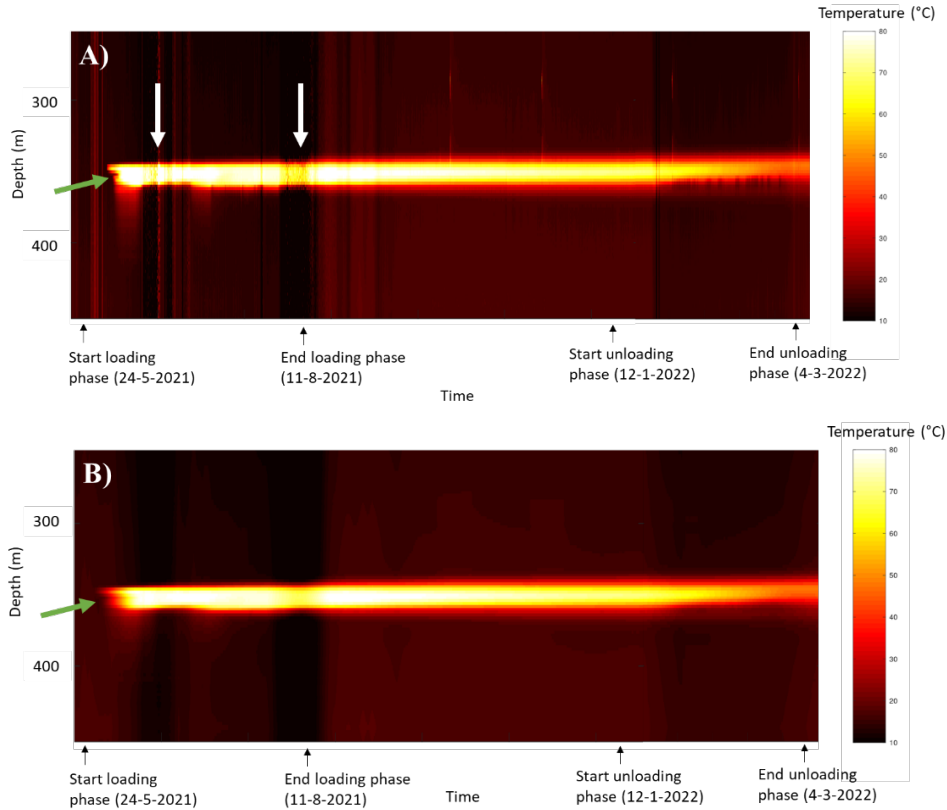 Temperature (°C)
A)
80
70
60
50
40
30
20
10
Depth (m)
300
400
Start loading
phase (24-5-2021)
End loading phase
(11-8-2021)
Start unloading
phase (12-1-2022)
End unloading
phase (4-3-2022)
Time
Temperature (°C)
B)
80
70
60
50
40
30
20
10
Depth (m)
300
400
Start loading
phase (24-5-2021)
End loading phase
(11-8-2021)
Time
Start unloading
phase (12-1-2022)
End unloading
phase (4-3-2022)